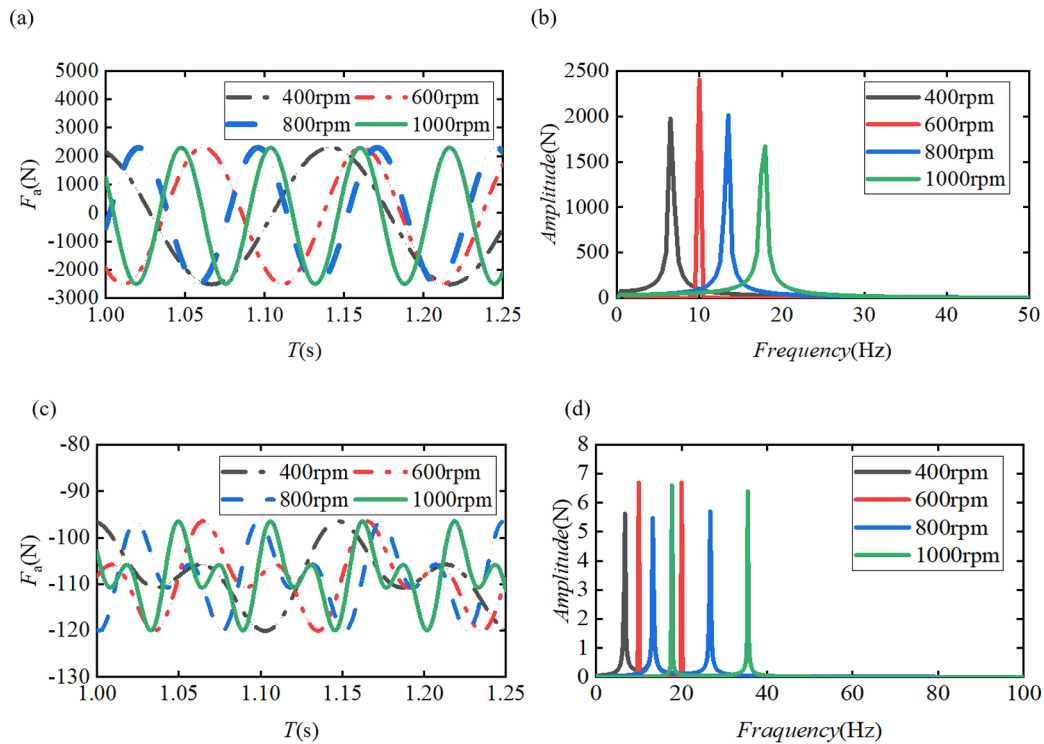 (a)
(b)
5000
4000
3000
2000
1000
0
-1000
-2000
-3000
Fa(N)
400rpm 600rpm
800rpm 1000rpm
1.00 1.05 1.10 1.15 1.20 1.25
T(s)
2500
2000
1500
1000
500
0
Amplitude(N)
400rpm
600rpm
800rpm
1000rpm
0 10 20 30 40 50
Frequency(Hz)
(c)
(d)
-80
-90
-100
-110
-120
-130
Fa(N)
400rpm 600rpm
800rpm 1000rpm
1.00 1.05 1.10 1.15 1.20 1.25
T(s)
8
7
6
5
4
3
2
1
0
Amplitude(N)
400rpm
600rpm
800rpm
1000rpm
0 20 40 60 80 100
Fraquency(Hz)